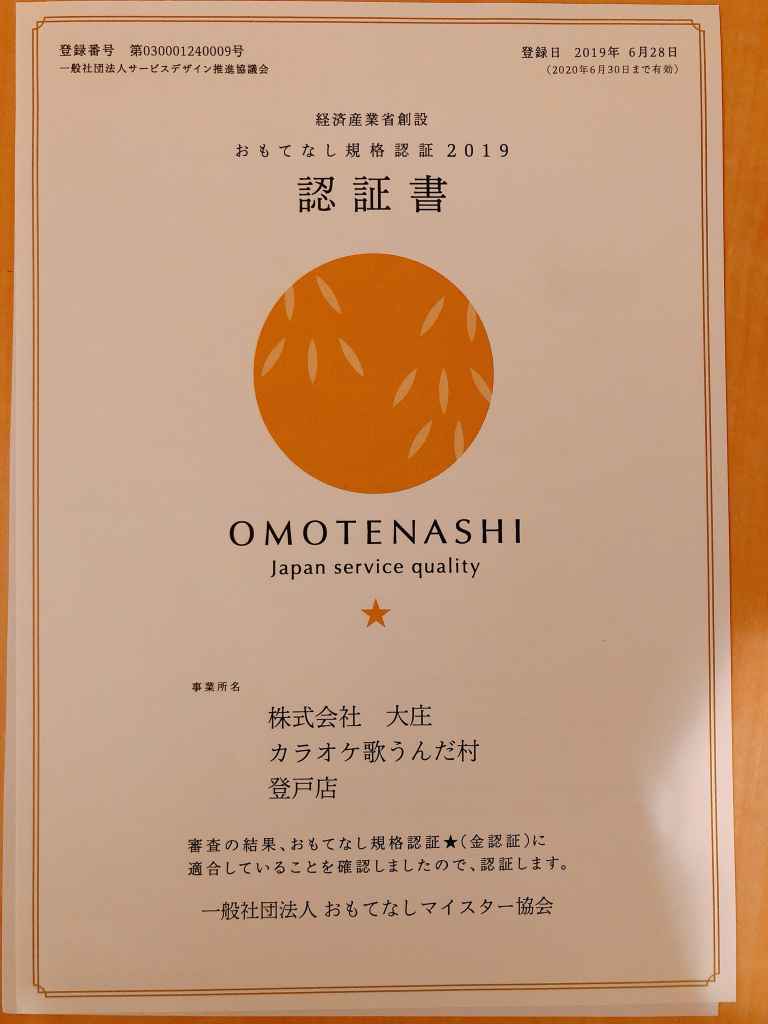 登録番号　第030001240009号
一般社団法人サービスデザイン推進協議会
登録日　2019年 6月28日
（2020年6月30日まで有効）
経済産業省創設
おもてなし規格認証2019
認証書
OMOTENASHI
Japan service quality
★
事業所名
株式会社　大庄
カラオケ歌うんだ村
登戸店
審査の結果、おもてなし規格認証★（金認証）に
適合していることを確認しましたので、認証します。
一般社団法人 おもてなしマイスター協会